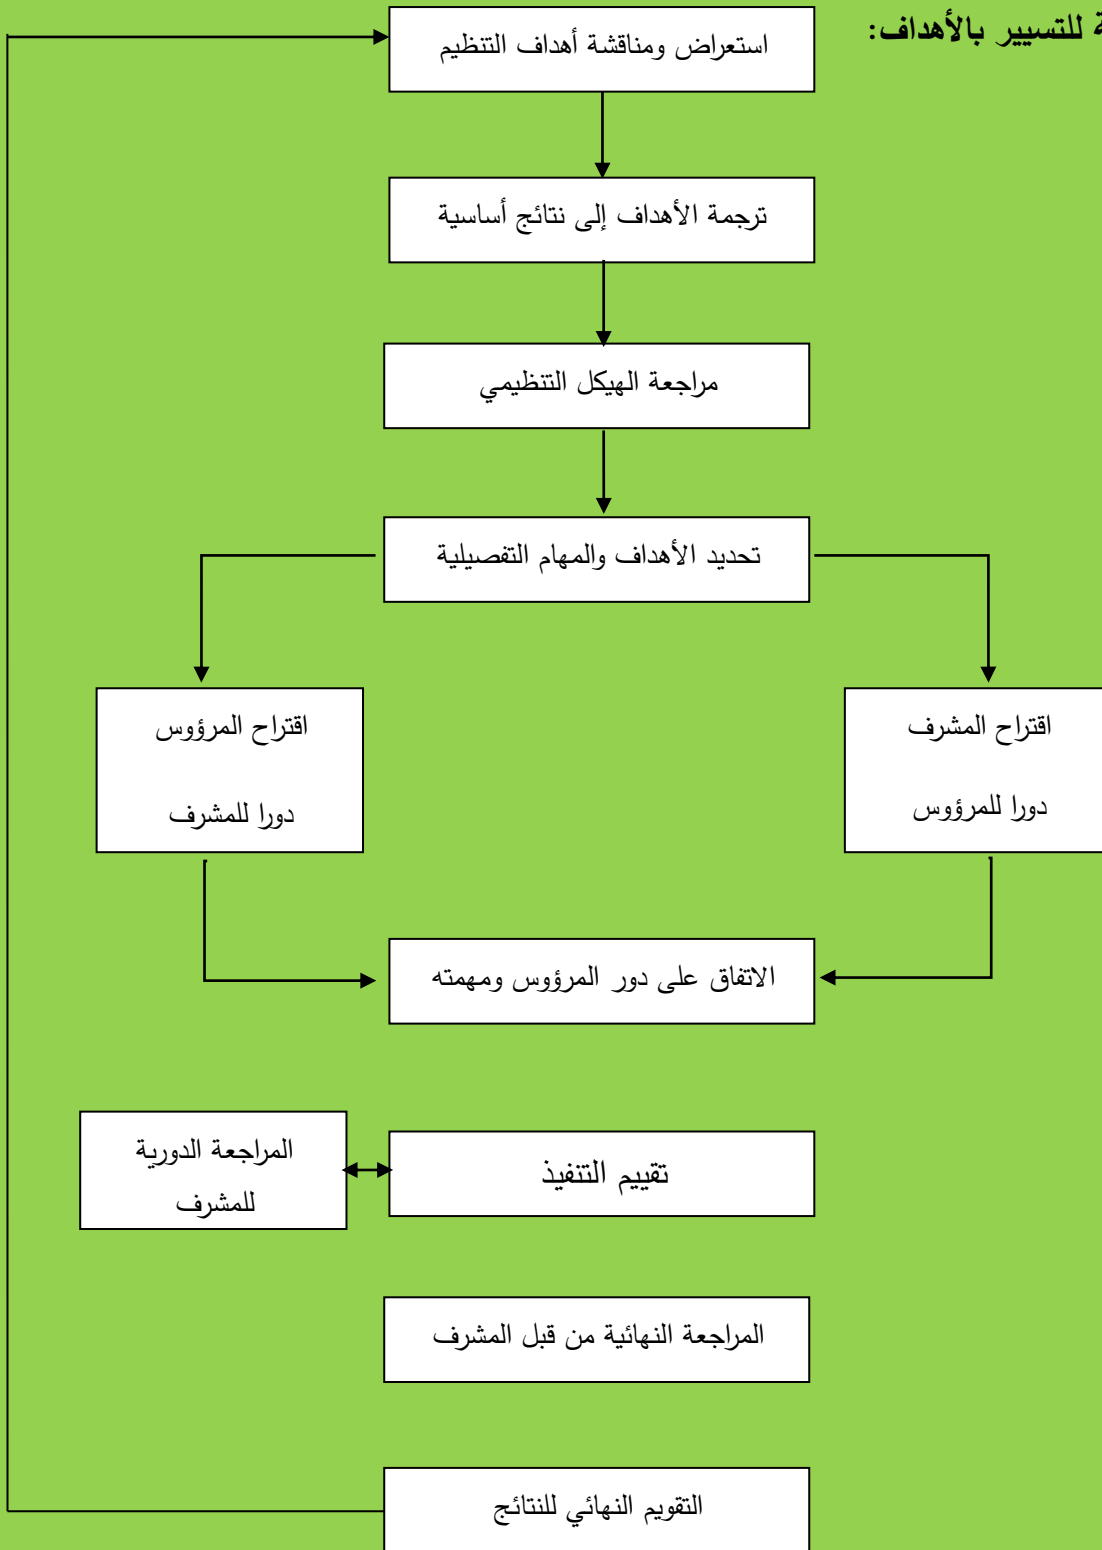 ة للتسيير بالأهداف:
استعراض ومناقشة أهداف التنظيم
ترجمة الأهداف إلى نتائج أساسية
مراجعة الهيكل التنظيمي
تحديد الأهداف والمهام التفصيلية
اقتراح المشرف
دورا للمرؤوس
اقتراح المرؤوس
دورا للمشرف
الاتفاق على دور المرؤوس ومهمته
تقييم التنفيذ
المراجعة الدورية
للمشرف
المراجعة النهائية من قبل المشرف
التقويم النهائي للنتائج